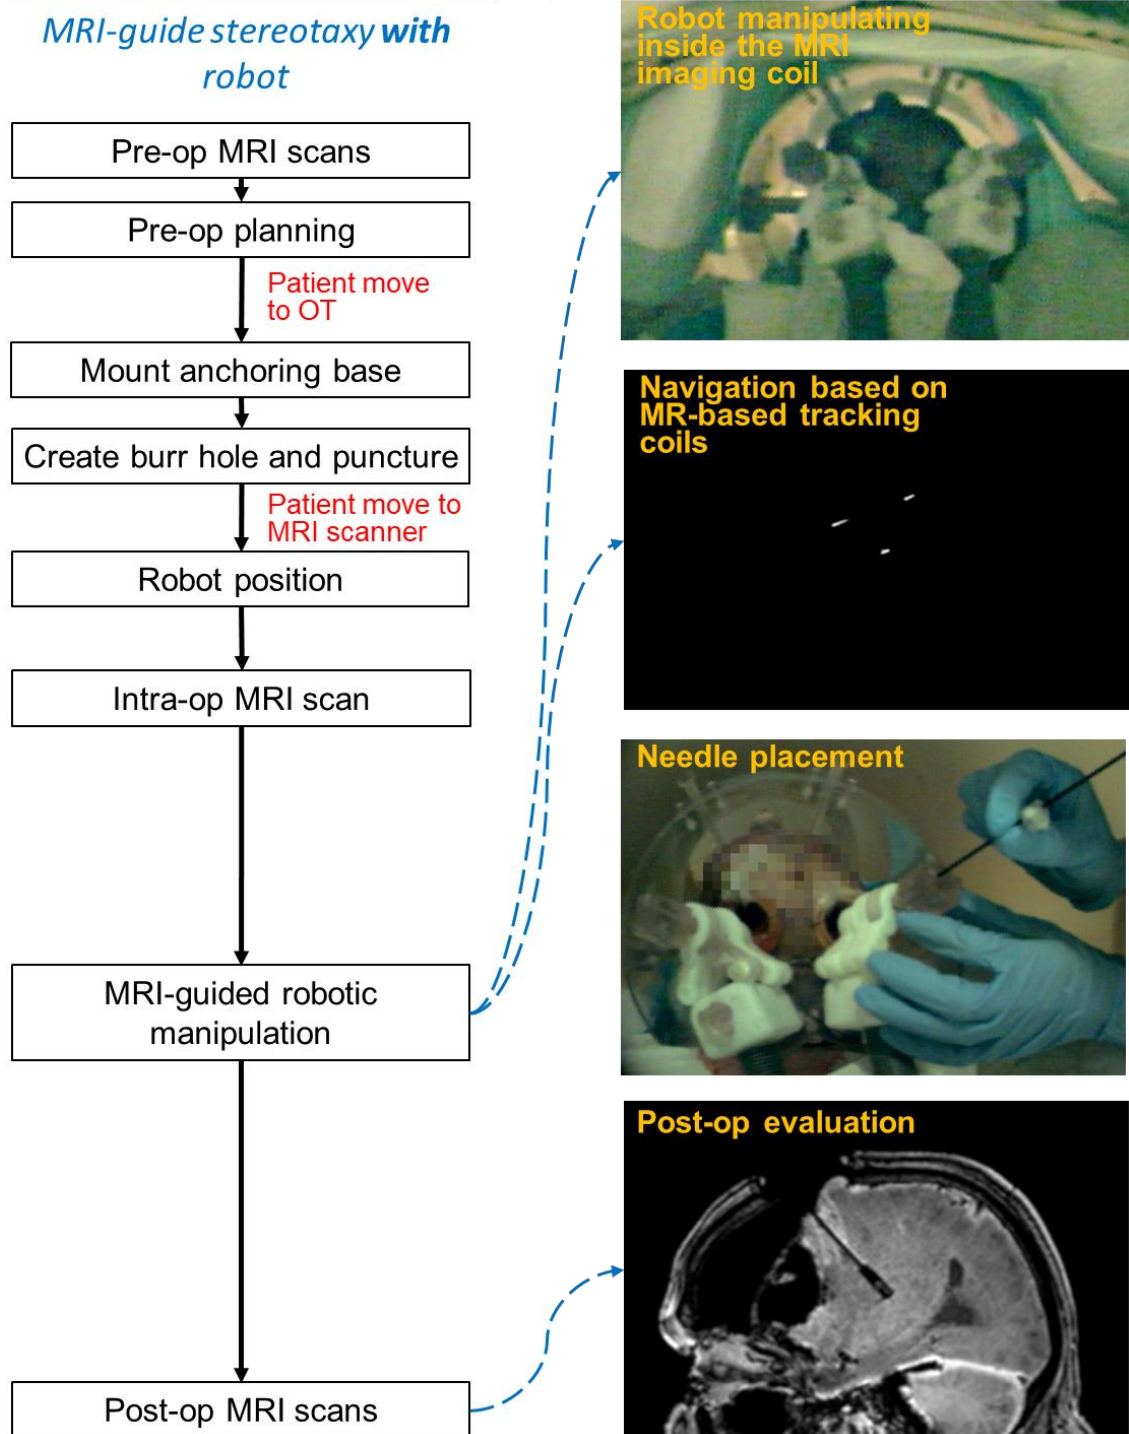 MRI-guide stereotaxy with
robot
Pre-op MRI scans
Pre-op planning
Patient move
to OT
Mount anchoring base
Create burr hole and puncture
Patient move to
MRI scanner
Robot position
Intra-op MRI scan
MRI-guided robotic
manipulation
Post-op MRI scans
Robot manipulating
inside the MRI
imaging coil
Navigation based on
MR-based tracking
coils
Needle placement
Post-op evaluation